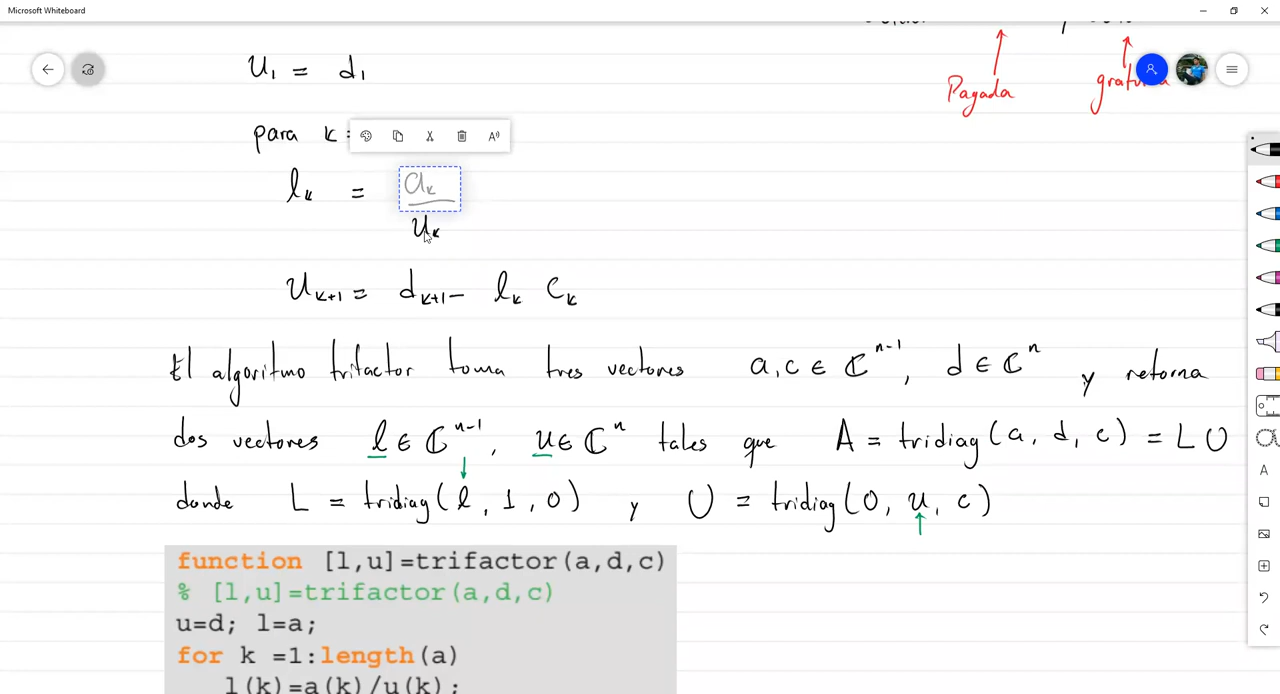 Microsoft Whiteboard
u₁ = d₁
Pagada
para k =
A
lₖ = aₖ / uₖ
uₖ₊₁ = dₖ₊₁ - lₖ cₖ
El algoritmo trifactor toma tres vectores a, c ∈ ℂⁿ⁻¹, d ∈ ℂⁿ y retorna
dos vectores l ∈ ℂⁿ⁻¹, u ∈ ℂⁿ tales que A = tridiag(a, d, c) = LU
donde L = tridiag(l, 1, 0) y U = tridiag(0, u, c)
A
function [l,u]=trifactor(a,d,c)
% [l,u]=trifactor(a,d,c)
u=d; l=a;
for k =1:length(a)
l(k)=a(k)/u(k);